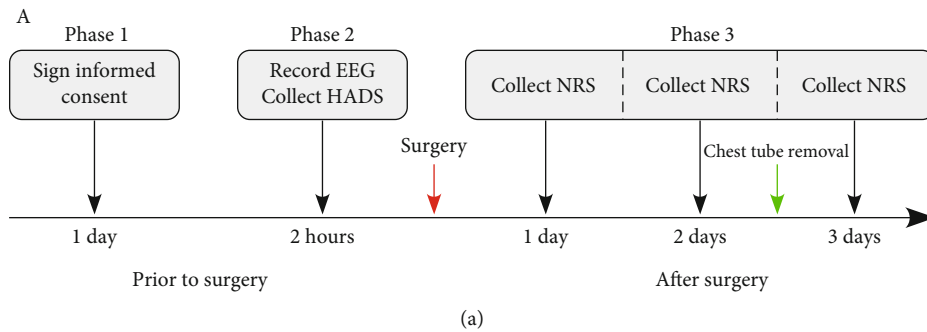 A
Phase 1
Phase 2
Phase 3
Sign informed
consent
Record EEG
Collect HADS
Collect NRS
Collect NRS
Collect NRS
Surgery
Chest tube removal
1 day
2 hours
1 day
2 days
3 days
Prior to surgery
After surgery
(a)